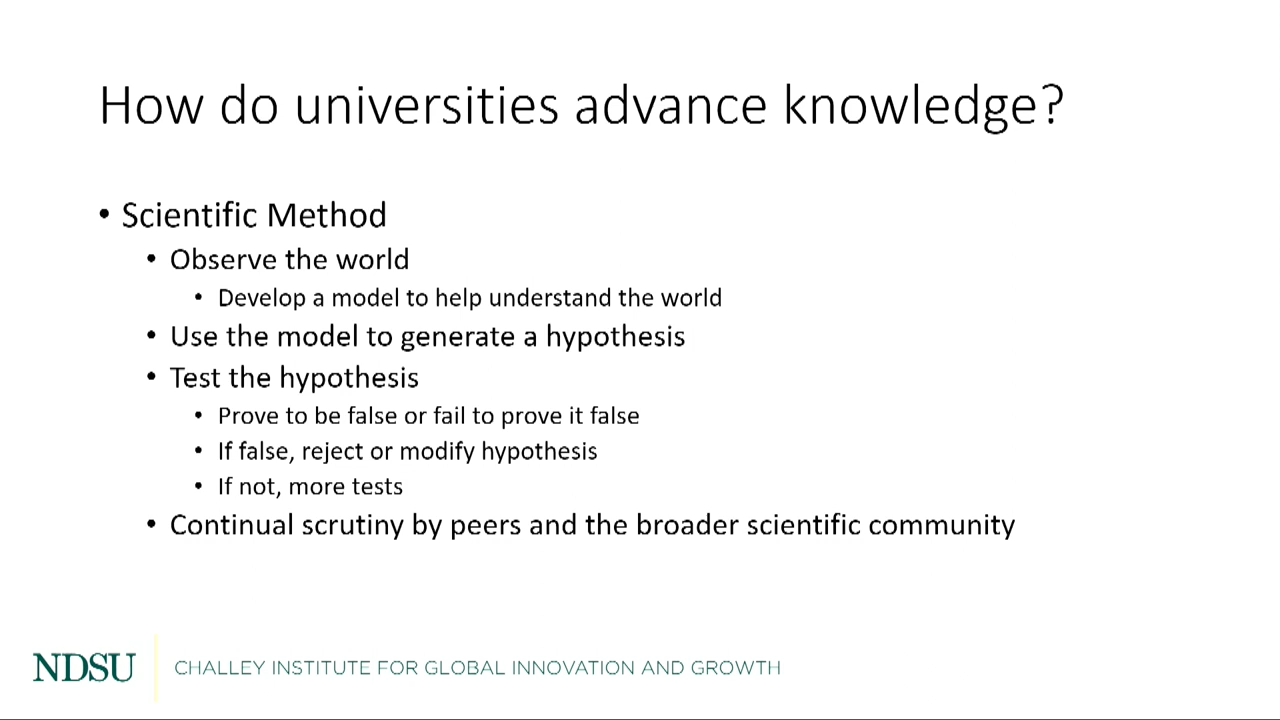 How do universities advance knowledge?
• Scientific Method
• Observe the world
• Develop a model to help understand the world
• Use the model to generate a hypothesis
• Test the hypothesis
• Prove to be false or fail to prove it false
• If false, reject or modify hypothesis
• If not, more tests
• Continual scrutiny by peers and the broader scientific community
NDSU CHALLEY INSTITUTE FOR GLOBAL INNOVATION AND GROWTH